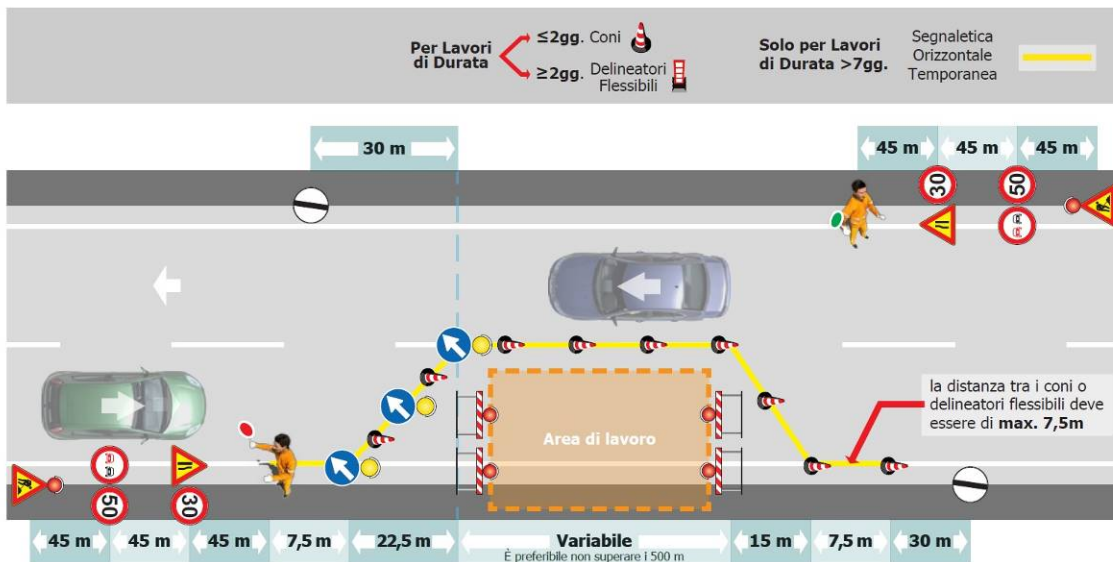 Per Lavori
di Durata
≤2gg. Coni
≥2gg. Delineatori
Flessibili
Solo per Lavori
di Durata >7gg.
Segnaletica
Orizzontale
Temporanea
30 m
45 m
45 m
45 m
30
50
la distanza tra i coni o
delineatori flessibili deve
essere di max. 7,5m
Area di lavoro
50
30
45 m
45 m
45 m
7,5 m
22,5 m
Variabile
È preferibile non superare i 500 m
15 m
7,5 m
30 m